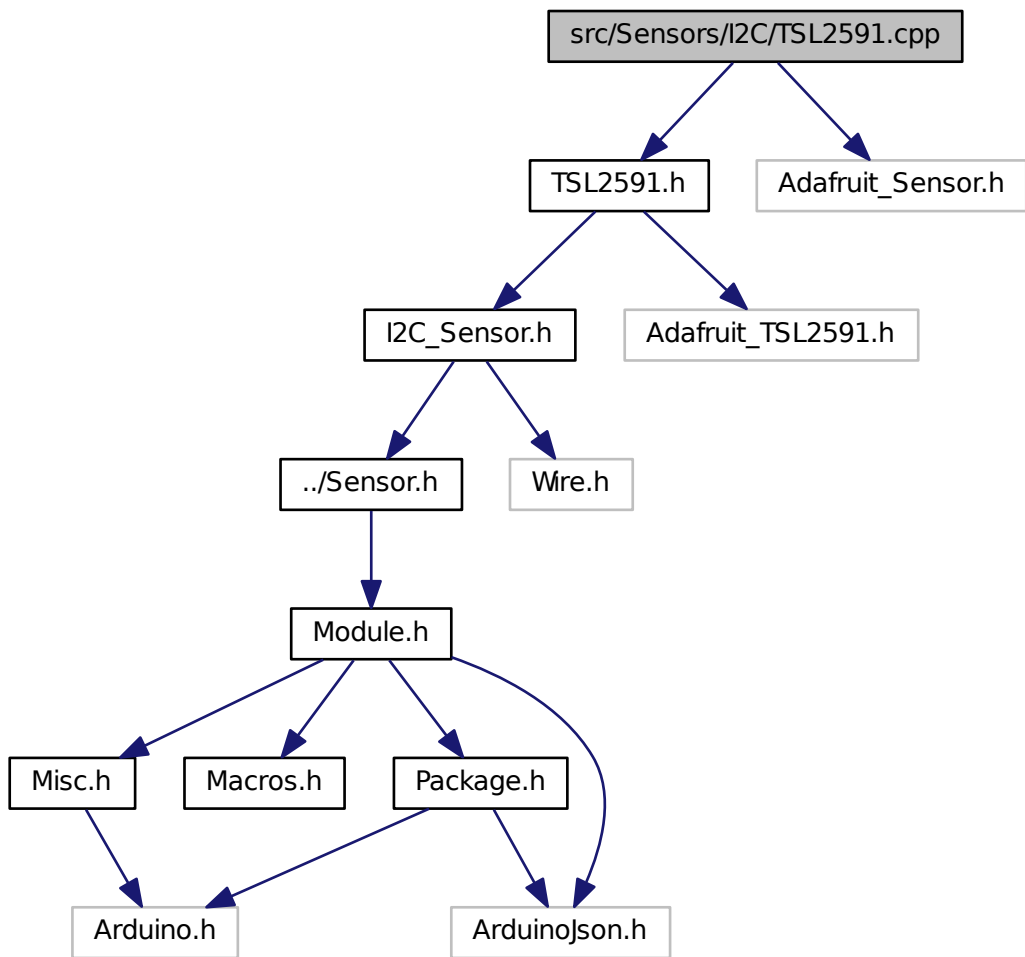 src/Sensors/I2C/TSL2591.cpp
TSL2591.h
Adafruit_Sensor.h
I2C_Sensor.h
Adafruit_TSL2591.h
../Sensor.h
Wire.h
Module.h
Misc.h
Macros.h
Package.h
Arduino.h
ArduinoJson.h